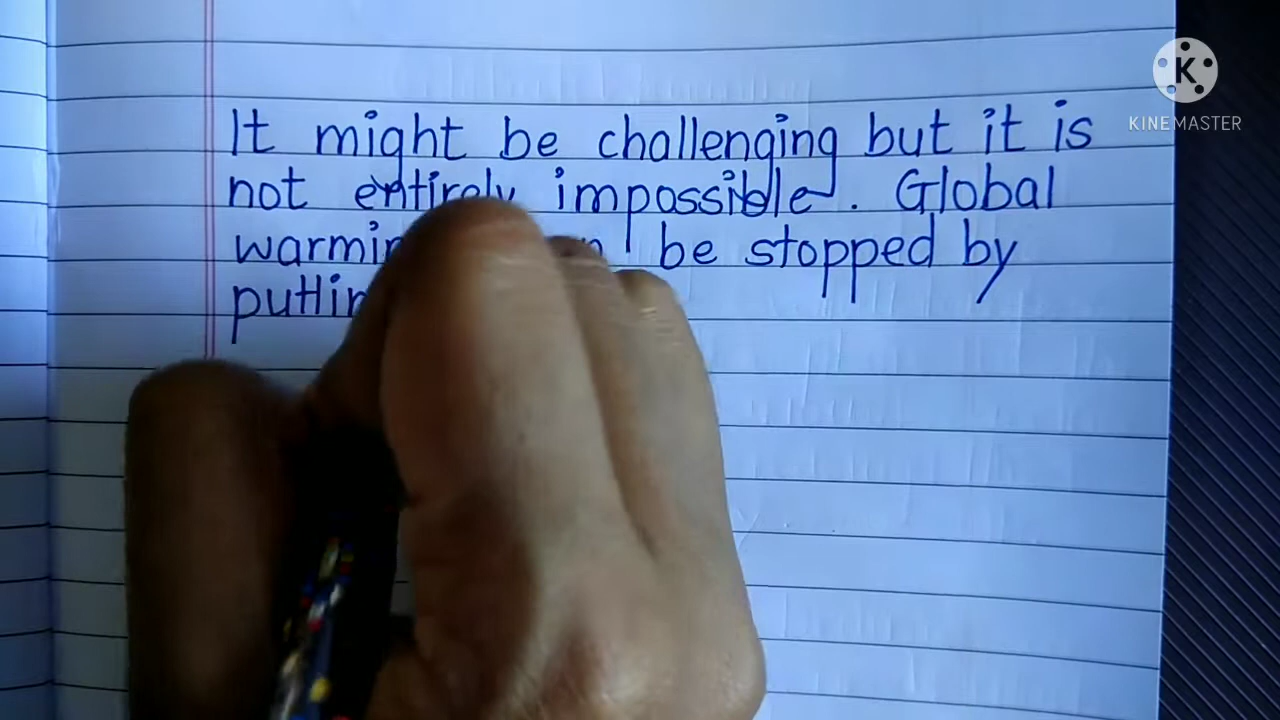 It might be challenging but it is
not entirely impossible. Global
be stopped by
KINEMASTER